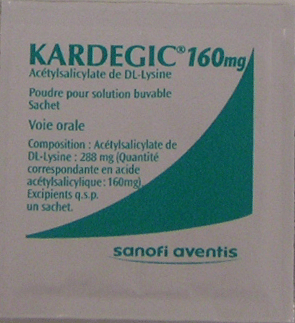 KARDEGIC® 160mg
Acétylsalicylate de DL-Lysine
Poudre pour solution buvable
Sachet
Voie orale
Composition : Acétylsalicylate de
DL-Lysine : 288 mg (Quantité
correspondante en acide
acétylsalicylique : 160mg)
Excipients q.s.p.
un sachet.
sanofi aventis